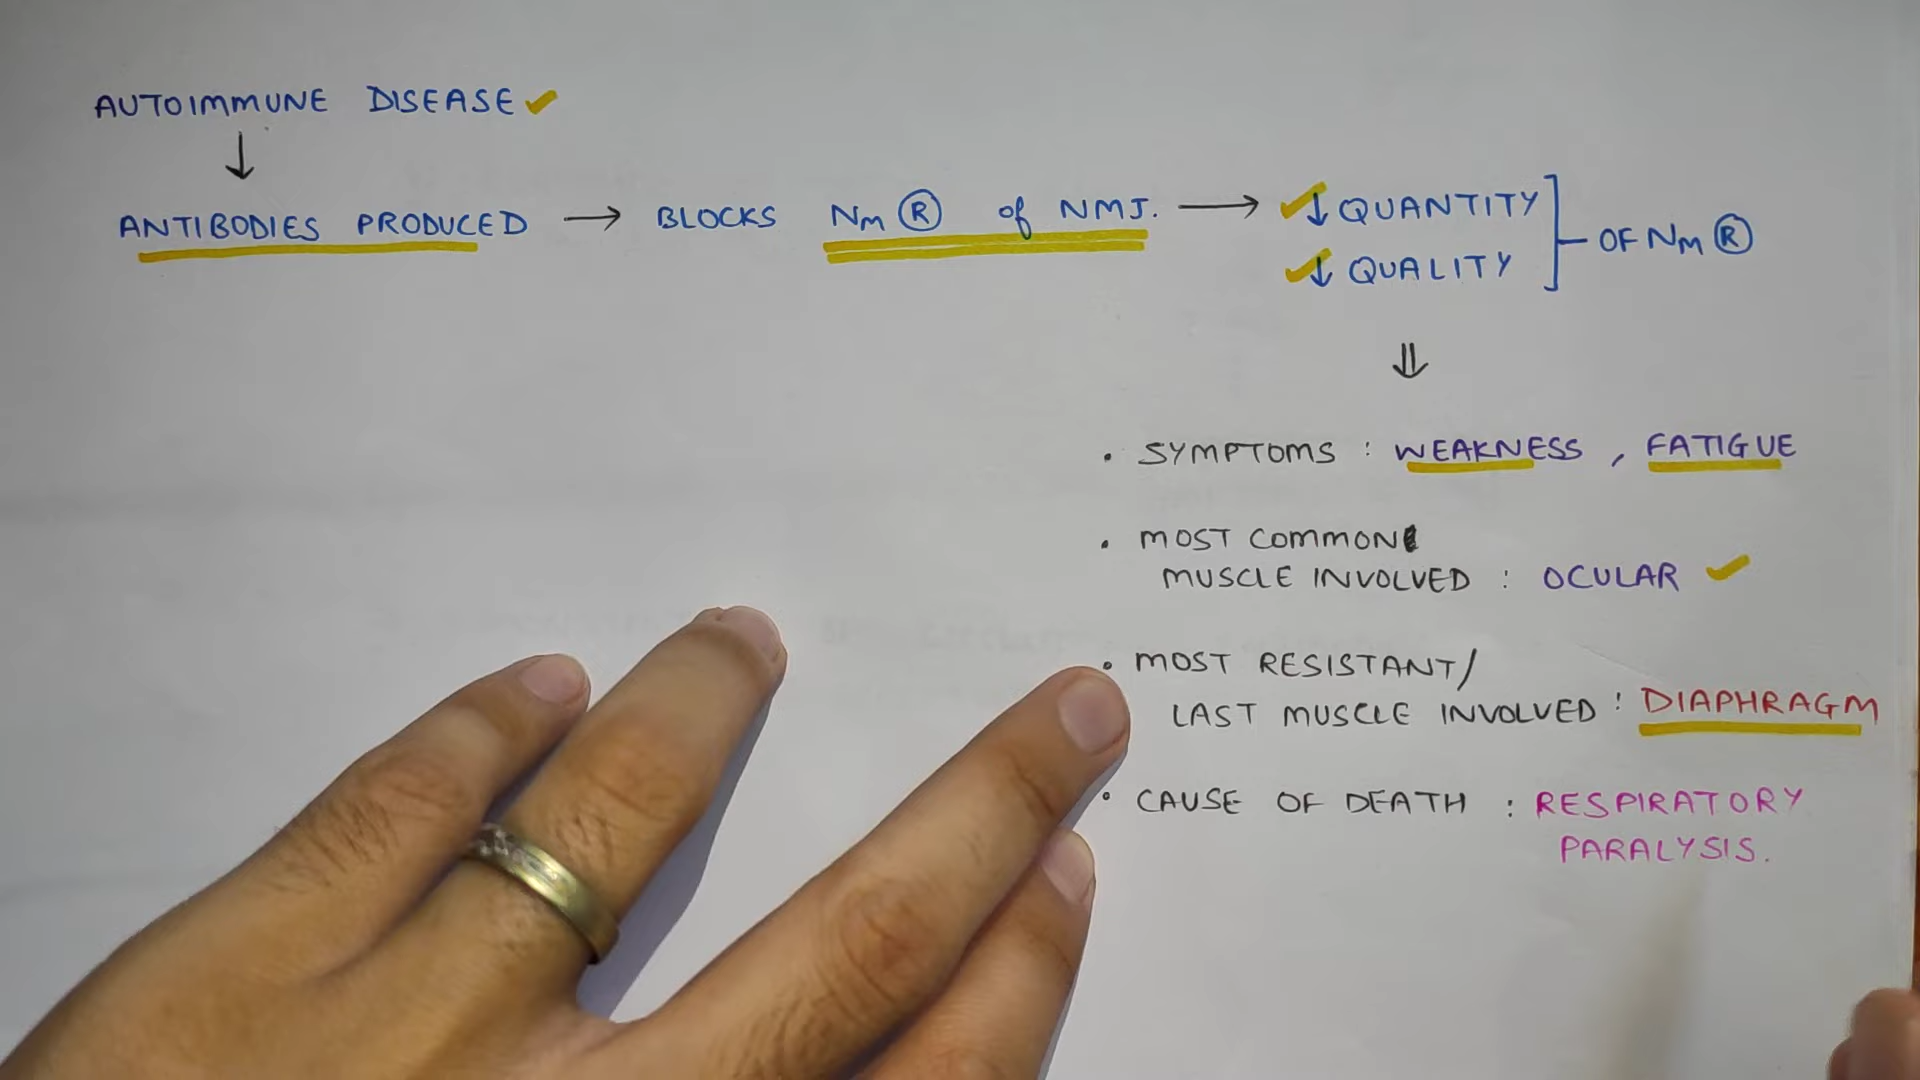 AUTOIMMUNE DISEASE ✓
↓
ANTIBODIES PRODUCED → BLOCKS NM Ⓡ of NMJ. → ↓ QUANTITY
↓ QUALITY
OF NM Ⓡ
⇓
• SYMPTOMS : WEAKNESS , FATIGUE
• MOST COMMON
MUSCLE INVOLVED : OCULAR ✓
• MOST RESISTANT/
LAST MUSCLE INVOLVED : DIAPHRAGM
• CAUSE OF DEATH : RESPIRATORY
PARALYSIS.